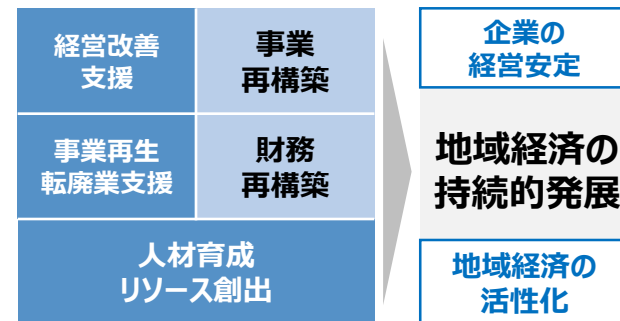 経営改善
支援
事業
再構築
事業再生
転廃業支援
財務
再構築
人材育成
リソース創出
企業の
経営安定
地域経済の
持続的発展
地域経済の
活性化